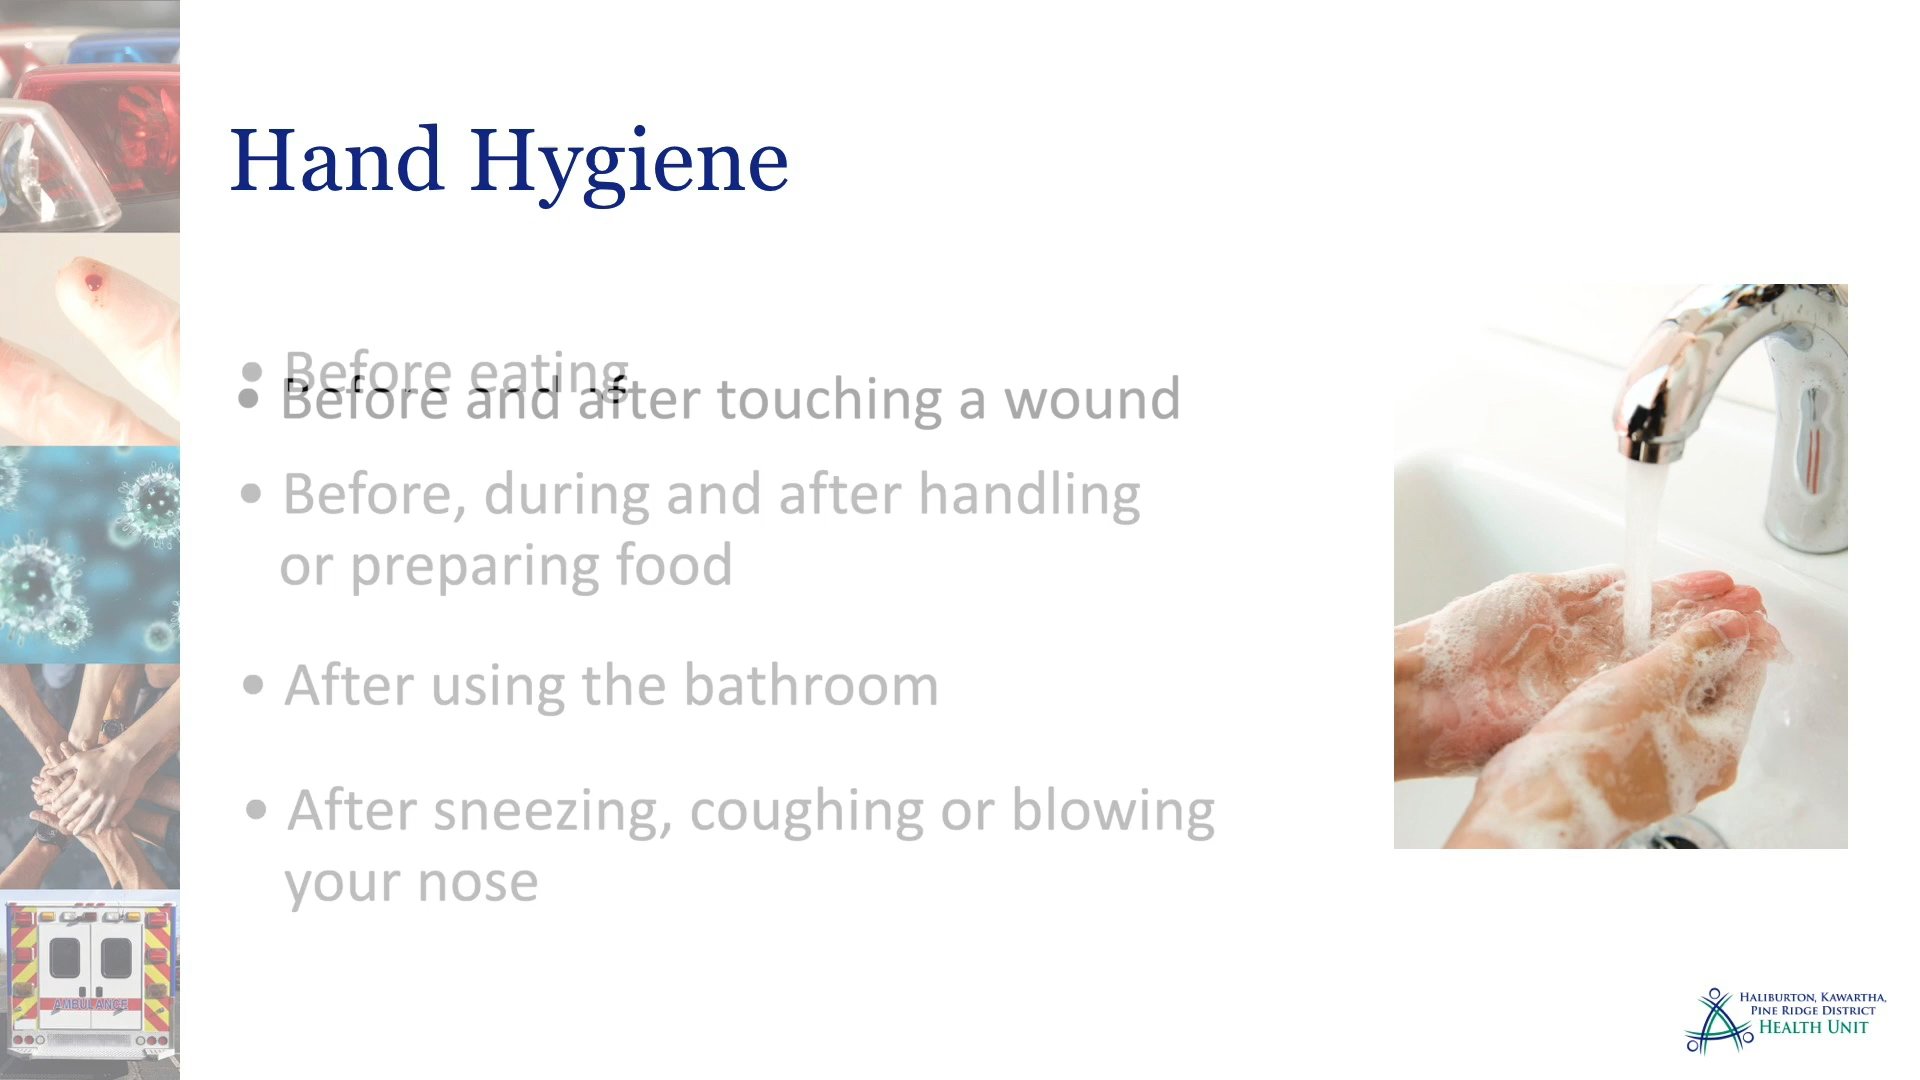 Hand Hygiene
• Before eating
• Before and after touching a wound
• Before, during and after handling
or preparing food
• After using the bathroom
• After sneezing, coughing or blowing
your nose
AMBULANCE
HALIBURTON, KAWARTHA,
PINE RIDGE DISTRICT
HEALTH UNIT